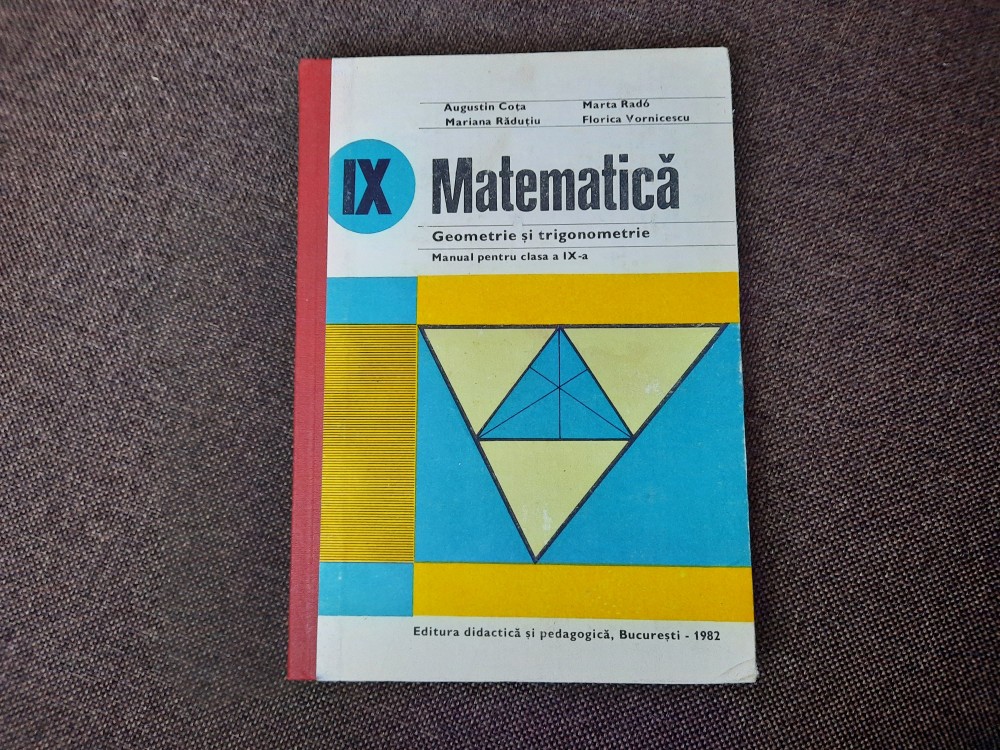 Augustin Coța Marta Radó
Mariana Răduțiu Florica Vornicescu
IX
Matematică
Geometrie și trigonometrie
Manual pentru clasa a IX-a
Editura didactică și pedagogică, București - 1982